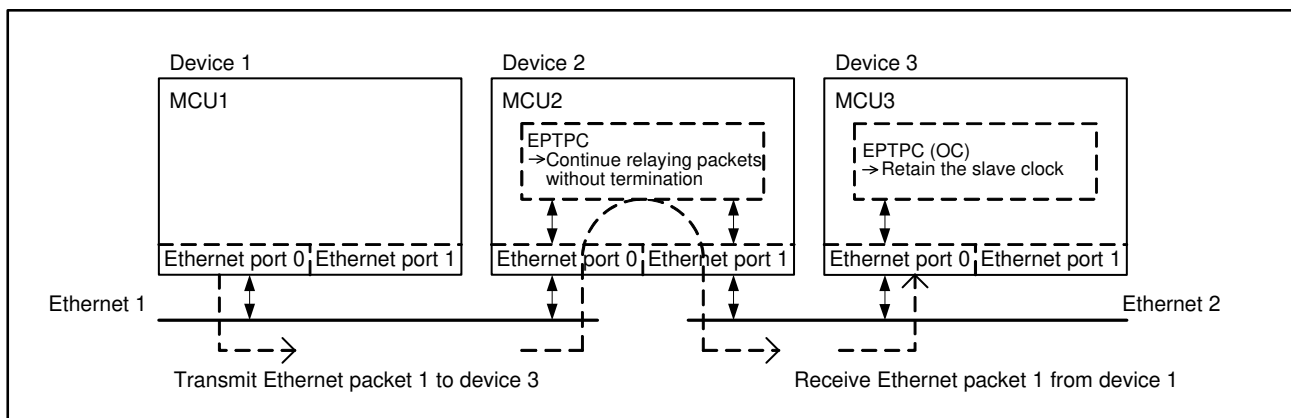 Device 1
Device 2
Device 3
MCU1
MCU2
MCU3
EPTPC
→Continue relaying packets
without termination
EPTPC (OC)
→ Retain the slave clock
Ethernet port 0
Ethernet port 1
Ethernet port 0
Ethernet port 1
Ethernet port 0
Ethernet port 1
Ethernet 1
Ethernet 2
Transmit Ethernet packet 1 to device 3
Receive Ethernet packet 1 from device 1